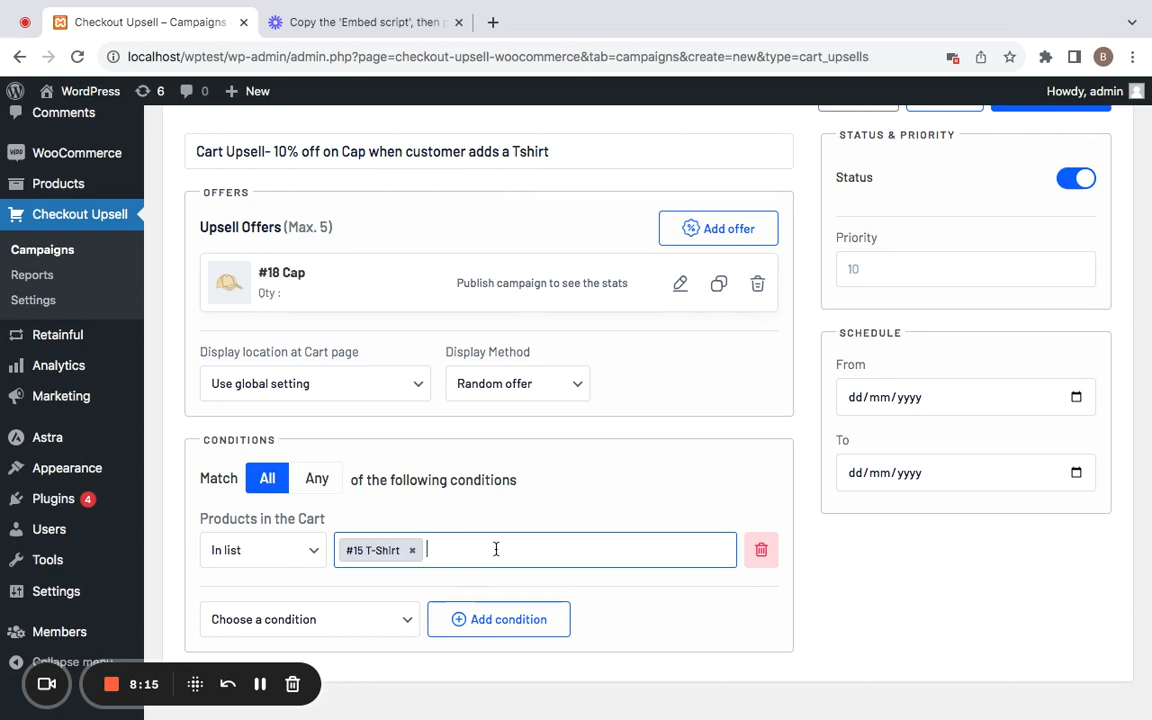 Checkout Upsell – Campaigns
Copy the 'Embed script', then p
localhost/wptest/wp-admin/admin.php?page=checkout-upsell-woocommerce&tab=campaigns&create=new&type=cart_upsells
B
WordPress 6 0 New
Howdy, admin
Comments
WooCommerce
Products
Checkout Upsell
Campaigns
Reports
Settings
Retainful
Analytics
Marketing
Astra
Appearance
Plugins 4
Users
Tools
Settings
Members
Collapse menu
8:15
Cart Upsell- 10% off on Cap when customer adds a Tshirt
OFFERS
Upsell Offers (Max. 5)
Add offer
#18 Cap
Qty :
Publish campaign to see the stats
Display location at Cart page
Display Method
Use global setting
Random offer
CONDITIONS
Match All Any of the following conditions
Products in the Cart
In list
#15 T-Shirt ×
Choose a condition
Add condition
STATUS & PRIORITY
Status
Priority
10
SCHEDULE
From
dd/mm/yyyy
To
dd/mm/yyyy